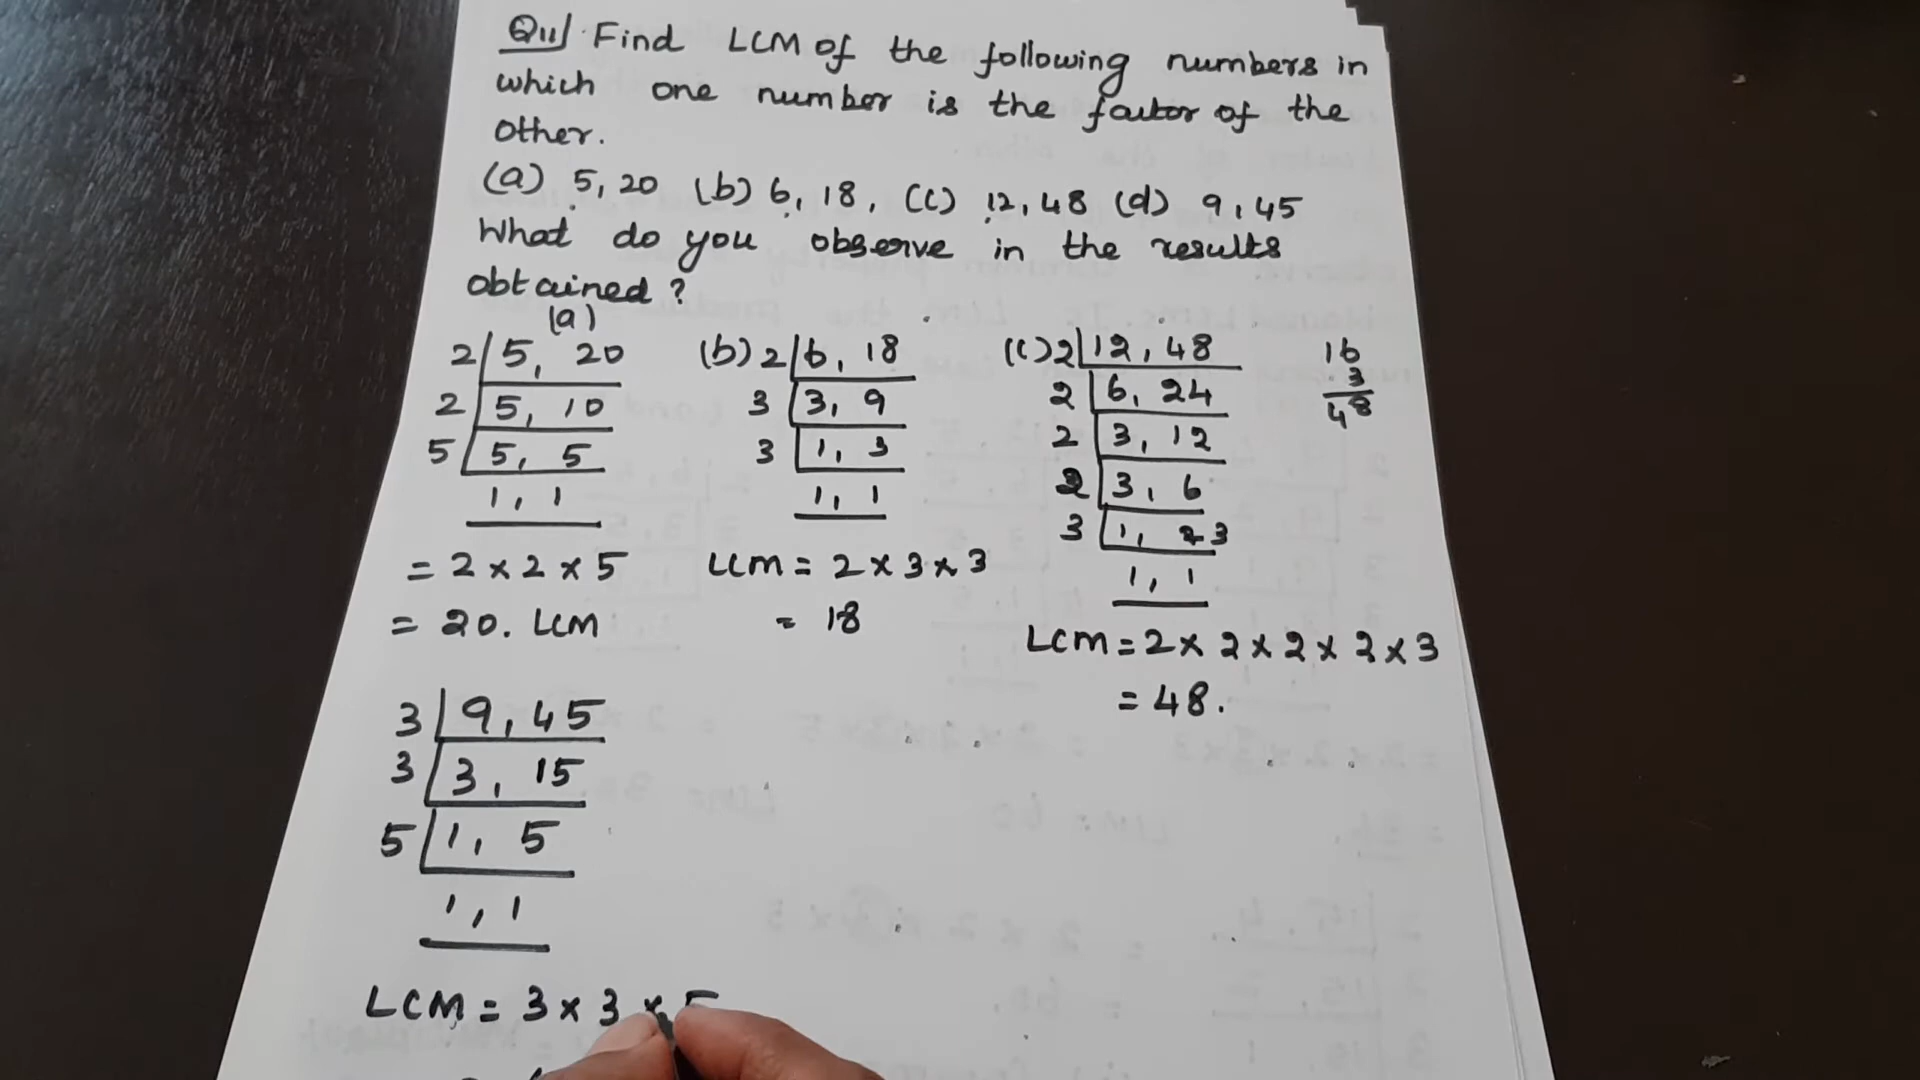 Q11) Find LCM of the following numbers in
which one number is the factor of the
other.
(a) 5, 20 (b) 6, 18, (c) 12, 48 (d) 9, 45
What do you observe in the results
obtained?
(a)
2 5, 20
2 5, 10
5 5, 5
1, 1
= 2 x 2 x 5
= 20. LCM
(b) 2 6, 18
3 3, 9
3 1, 3
1, 1
LCM = 2 x 3 x 3
= 18
(c) 2 12, 48
2 6, 24
2 3, 12
2 3, 6
3 1, 3
1, 1
LCM = 2 x 2 x 2 x 2 x 3
= 48.
16
3
48
3 9, 45
3 3, 15
5 1, 5
1, 1
LCM = 3 x 3 x 5